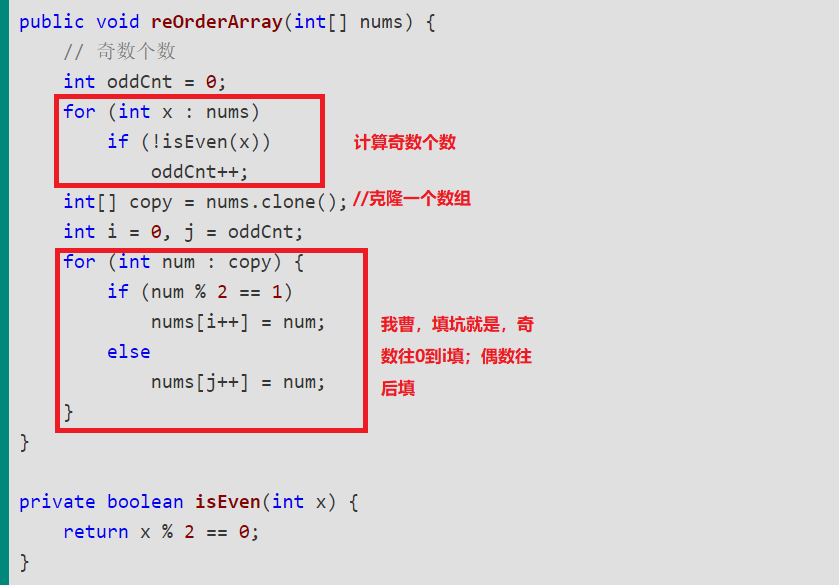 public void reOrderArray(int[] nums) {
// 奇数个数
int oddCnt = 0;
for (int x : nums)
if (!isEven(x))
计算奇数个数
oddCnt++;
int[] copy = nums.clone(); //克隆一个数组
int i = 0, j = oddCnt;
for (int num : copy) {
if (num % 2 == 1)
nums[i++] = num;
else
nums[j++] = num;
}
我曹，填坑就是，奇
数往0到i填；偶数往
后填
}
private boolean isEven(int x) {
return x % 2 == 0;
}